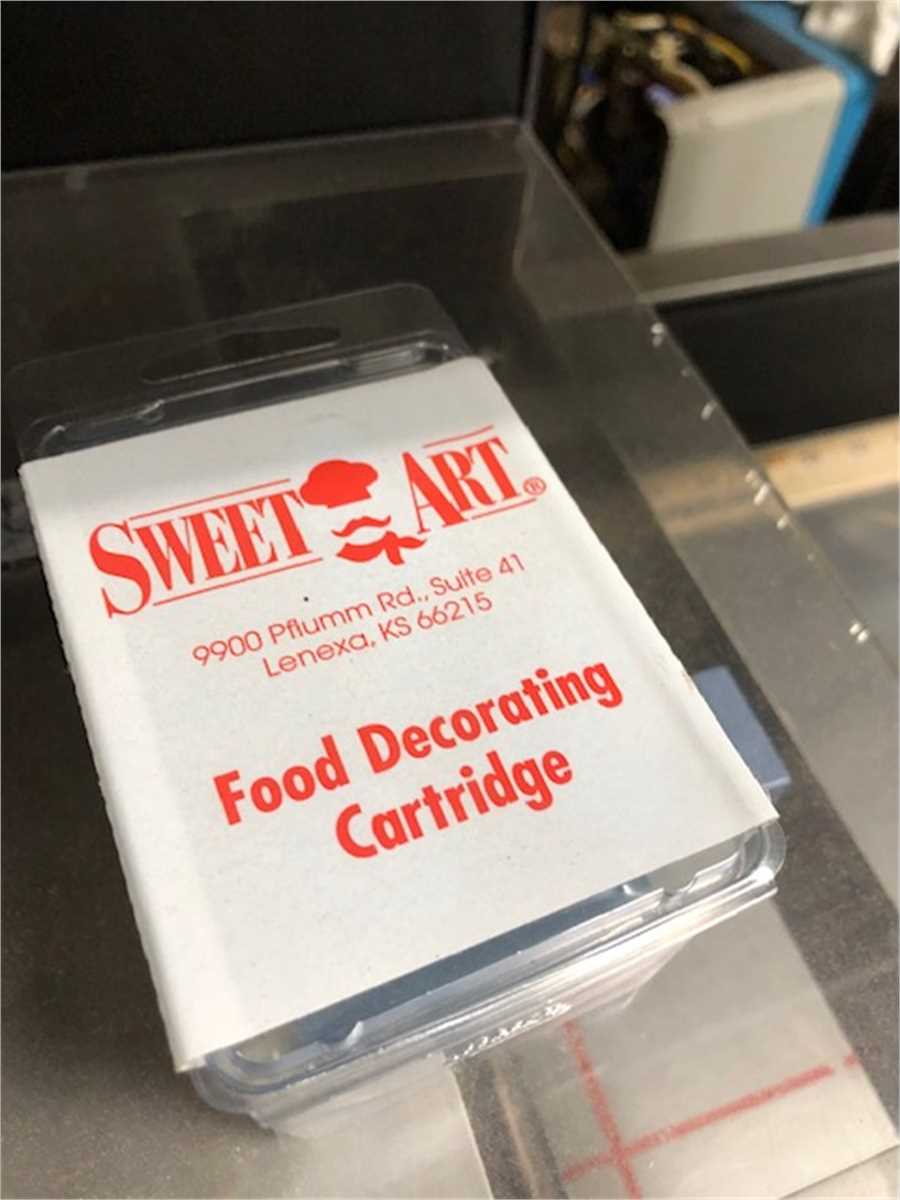 SWEET ART®
9900 Pflumm Rd., Suite 41
Lenexa, KS 66215
Food Decorating
Cartridge